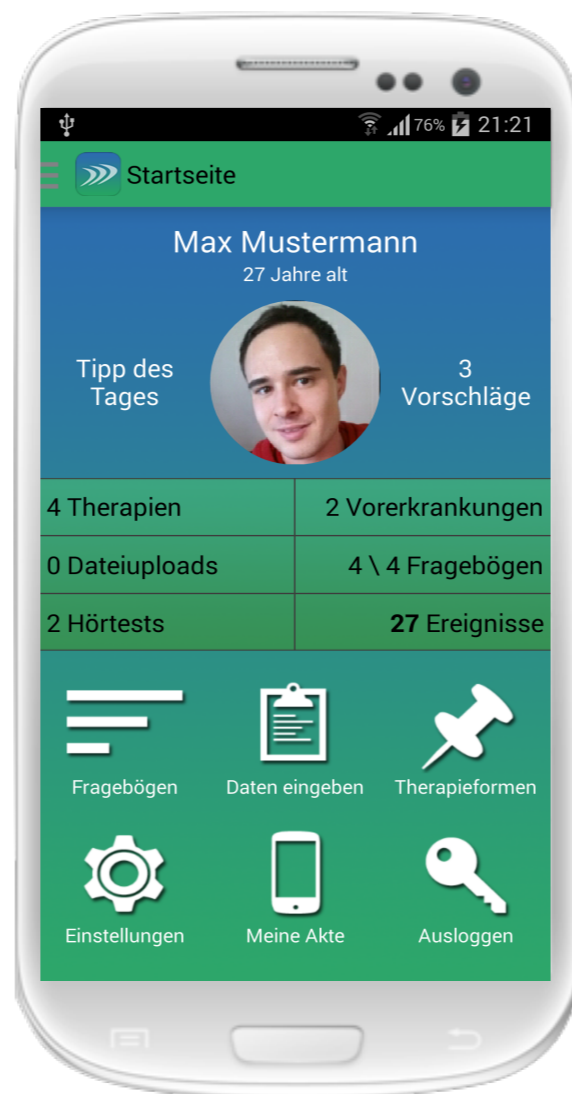 76% 21:21
Startseite
Max Mustermann
27 Jahre alt
Tipp des
Tages
3
Vorschläge
4 Therapien
2 Vorerkrankungen
0 Dateiuploads
4 \ 4 Fragebögen
2 Hörtests
27 Ereignisse
Fragebögen
Daten eingeben
Therapieformen
Einstellungen
Meine Akte
Ausloggen